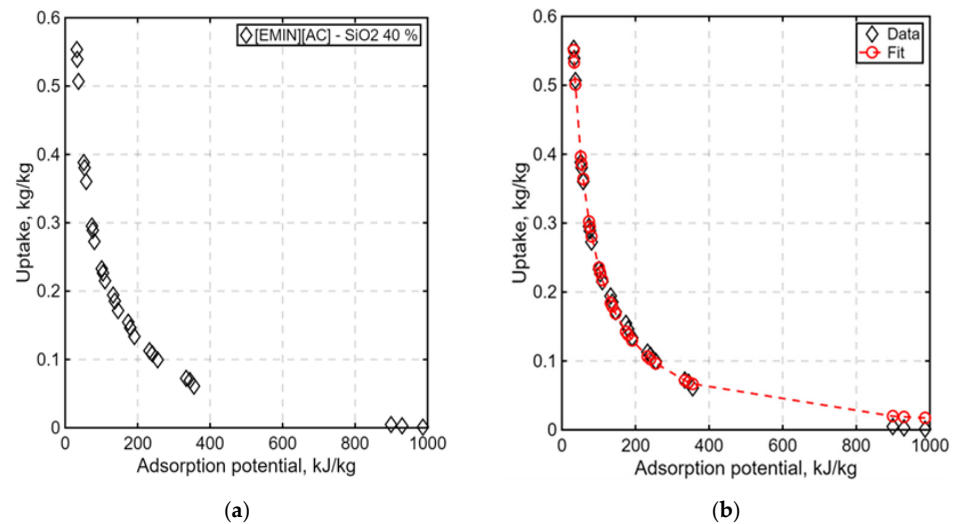 0.6
[EMIN][AC] - SiO2 40 %
0.5
0.4
0.3
0.2
0.1
0
Uptake, kg/kg
0 200 400 600 800 1000
Adsorption potential, kJ/kg
(a)
0.6
Data
Fit
0.5
0.4
0.3
0.2
0.1
0
Uptake, kg/kg
0 200 400 600 800 1000
Adsorption potential, kJ/kg
(b)